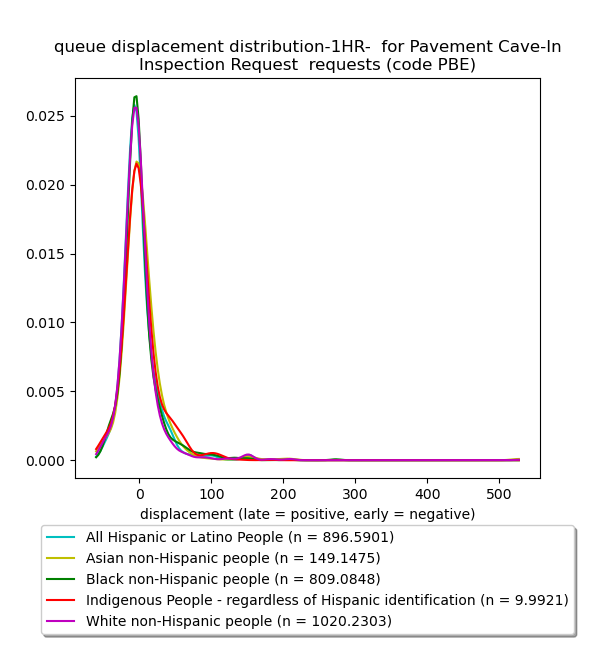 queue displacement distribution-1HR-  for Pavement Cave-In
Inspection Request  requests (code PBE)
0.025
0.020
0.015
0.010
0.005
0.000
0 100 200 300 400 500
displacement (late = positive, early = negative)
All Hispanic or Latino People (n = 896.5901)
Asian non-Hispanic people (n = 149.1475)
Black non-Hispanic people (n = 809.0848)
Indigenous People - regardless of Hispanic identification (n = 9.9921)
White non-Hispanic people (n = 1020.2303)